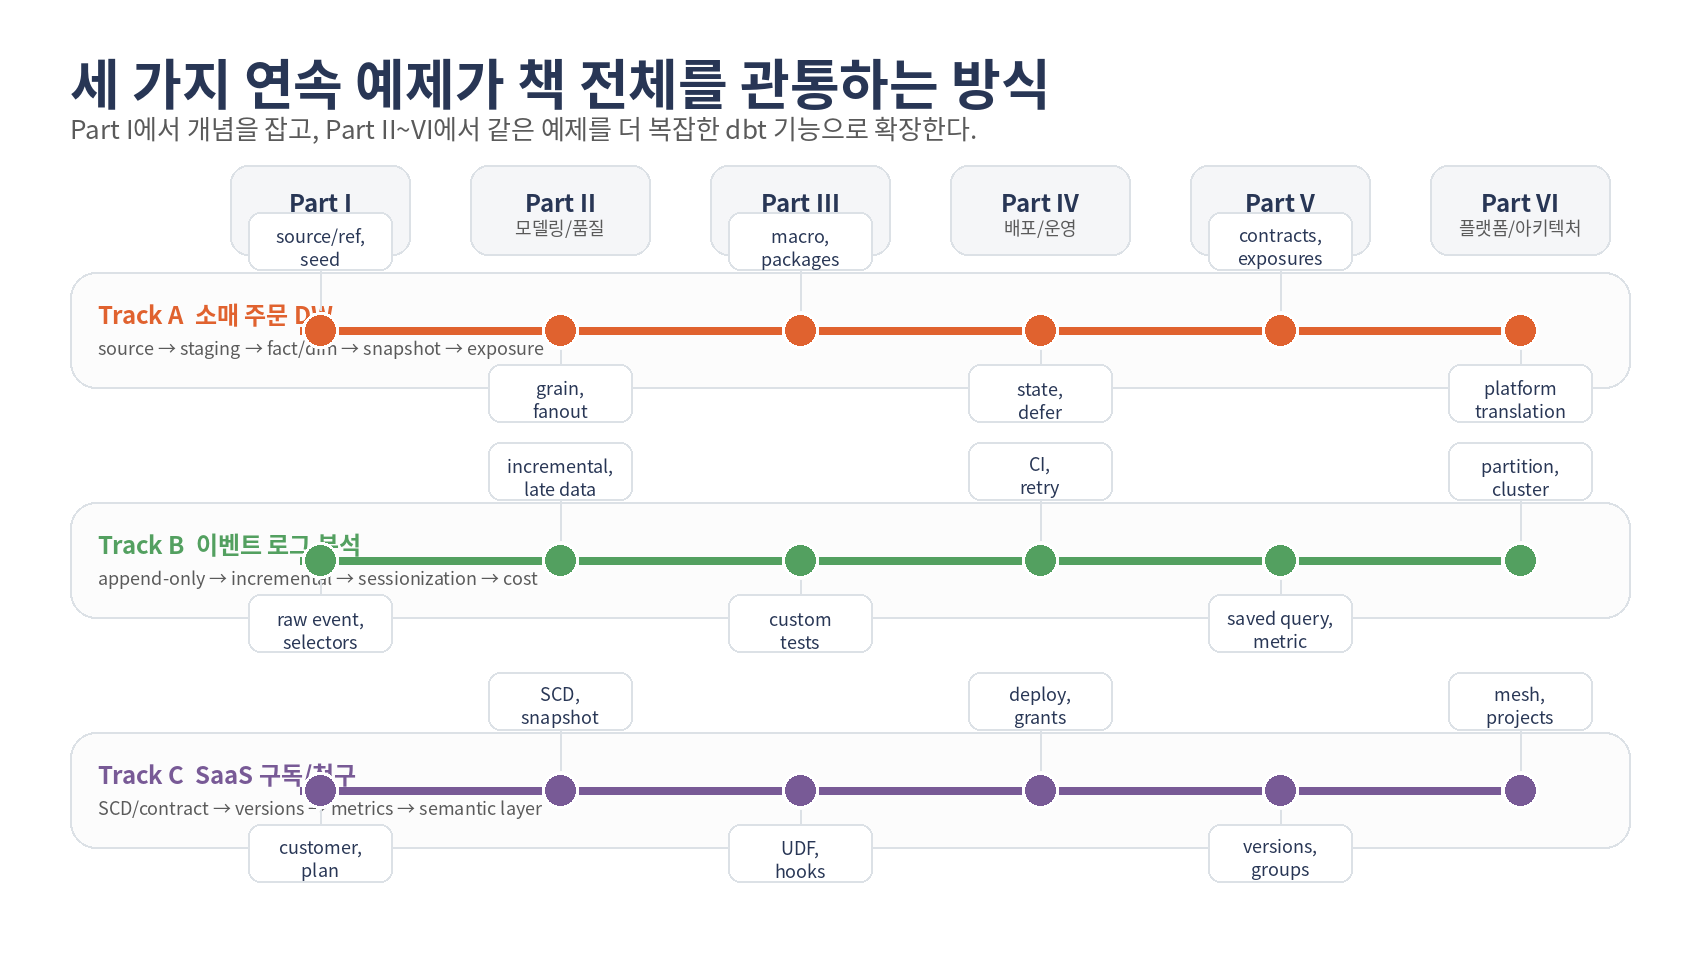 세 가지 연속 예제가 책 전체를 관통하는 방식
Part I에서 개념을 잡고, Part II~VI에서 같은 예제를 더 복잡한 dbt 기능으로 확장한다.
Part I
Part II
모델링/품질
Part III
Part IV
배포/운영
Part V
Part VI
플랫폼/아키텍처
source/ref,
seed
macro,
packages
contracts,
exposures
Track A 소매 주문 DW
source → staging → fact/dim → snapshot → exposure
grain,
fanout
state,
defer
platform
translation
incremental,
late data
CI,
retry
partition,
cluster
Track B 이벤트 로그 분석
append-only → incremental → sessionization → cost
raw event,
selectors
custom
tests
saved query,
metric
SCD,
snapshot
deploy,
grants
mesh,
projects
Track C SaaS 구독/청구
SCD/contract → versions → metrics → semantic layer
customer,
plan
UDF,
hooks
versions,
groups